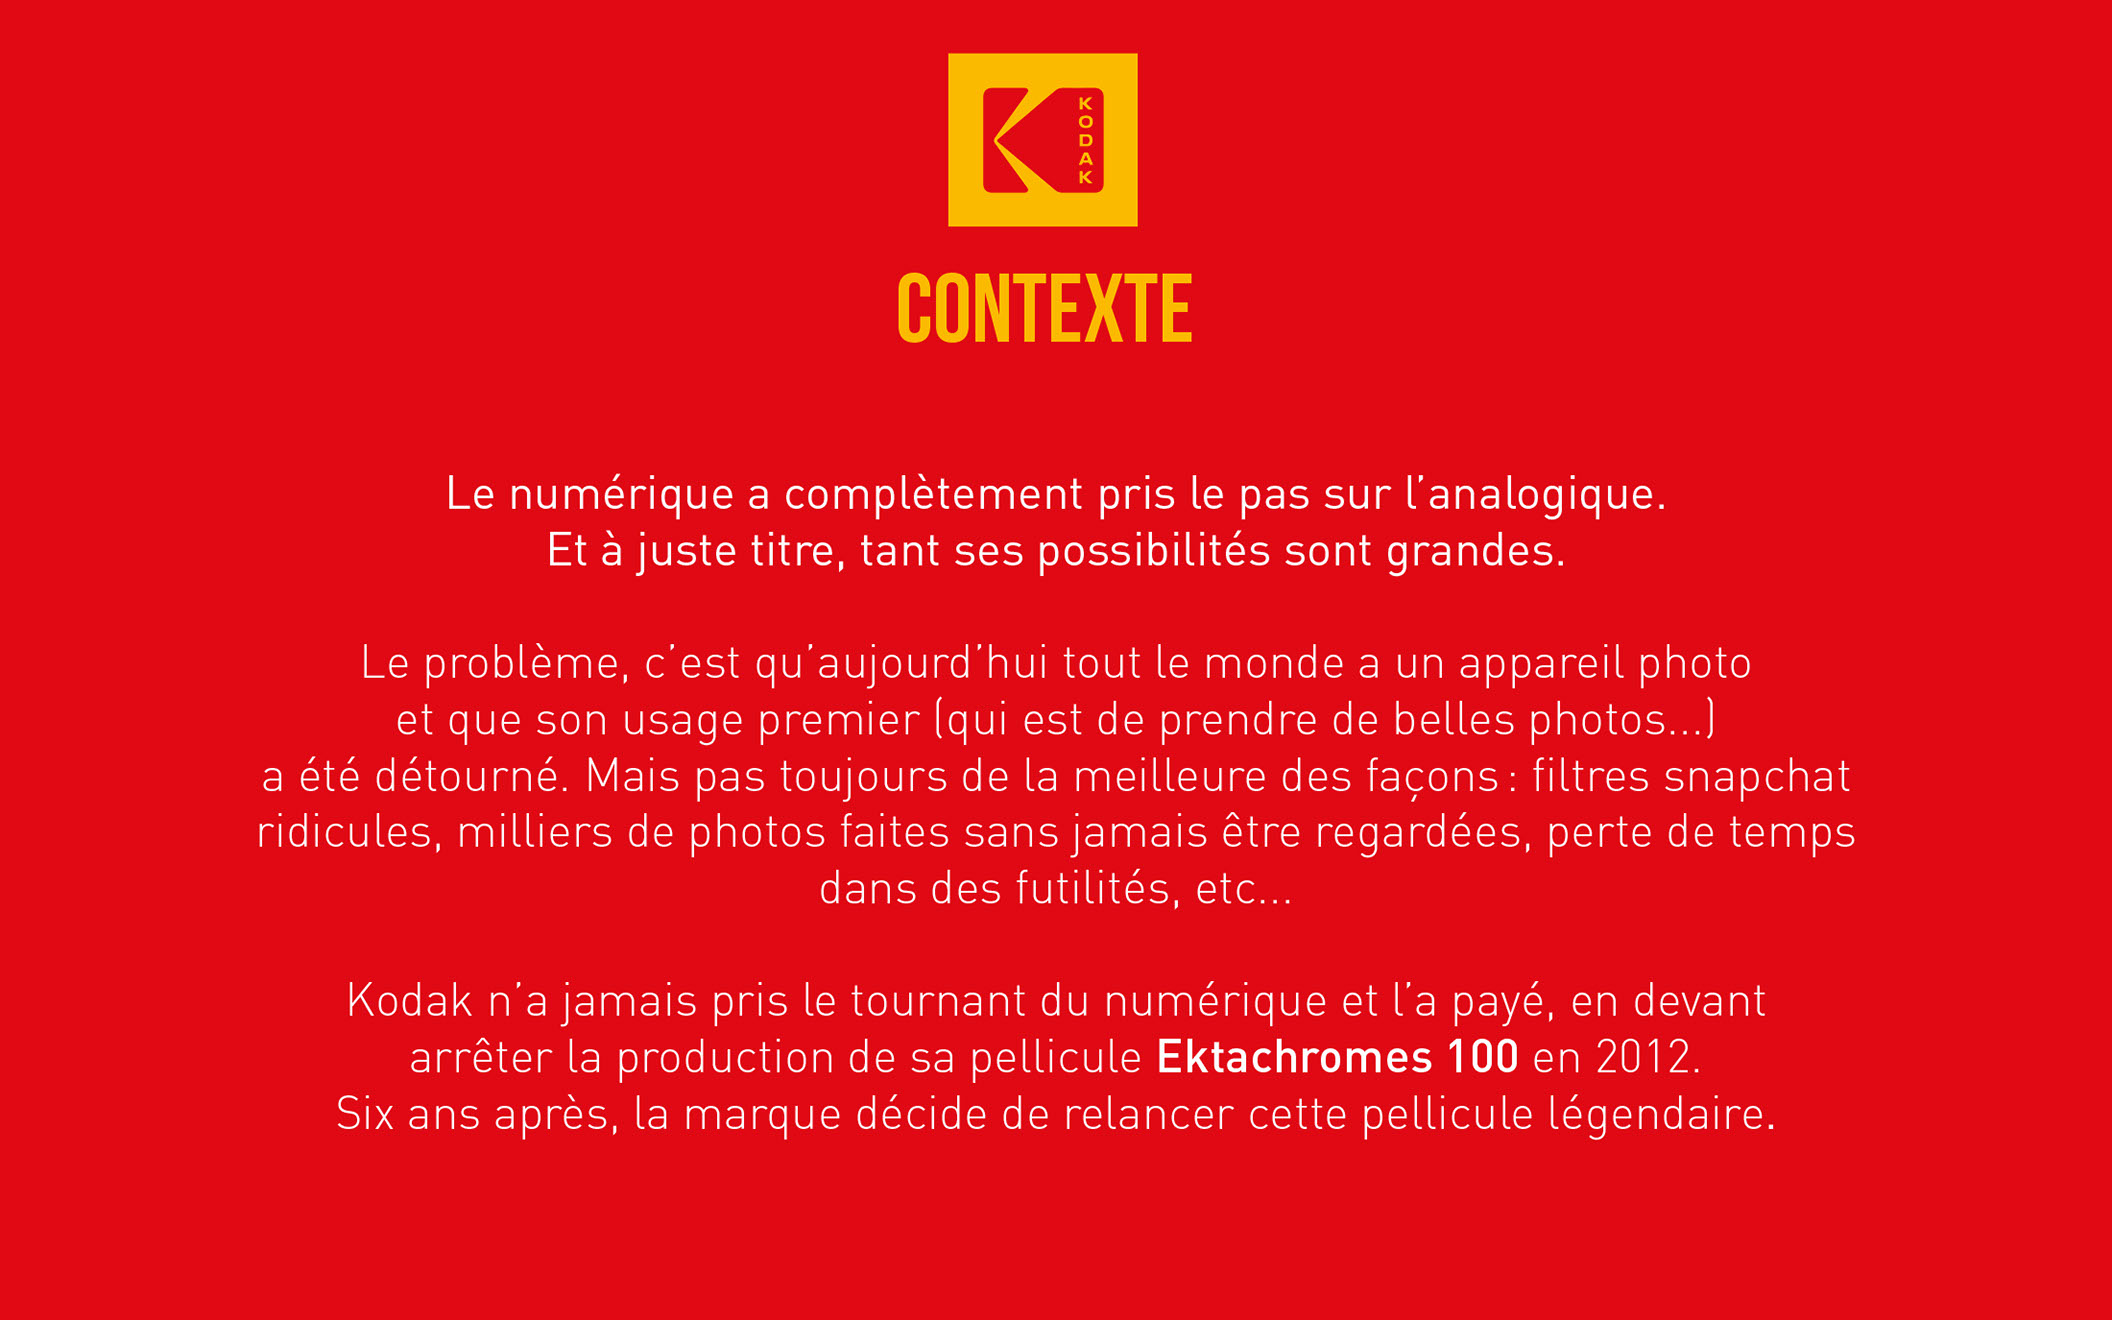 KODAK
CONTEXTE
Le numérique a complètement pris le pas sur l’analogique.
Et à juste titre, tant ses possibilités sont grandes.
Le problème, c’est qu’aujourd’hui tout le monde a un appareil photo
et que son usage premier (qui est de prendre de belles photos...)
a été détourné. Mais pas toujours de la meilleure des façons : filtres snapchat
ridicules, milliers de photos faites sans jamais être regardées, perte de temps
dans des futilités, etc...
Kodak n’a jamais pris le tournant du numérique et l’a payé, en devant
arrêter la production de sa pellicule Ektachromes 100 en 2012.
Six ans après, la marque décide de relancer cette pellicule légendaire.